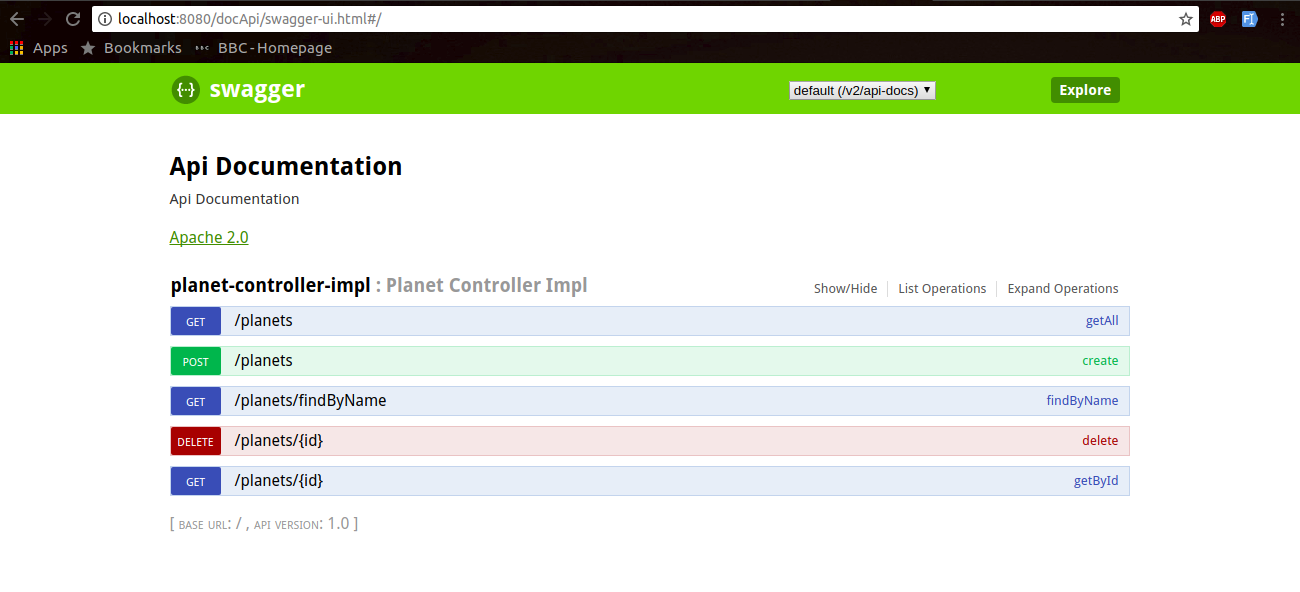 localhost:8080/docApi/swagger-ui.html#/
ABP
Apps Bookmarks BBC BBC - Homepage
{··} swagger default (/v2/api-docs) ▼ Explore
Api Documentation
Api Documentation
Apache 2.0
planet-controller-impl : Planet Controller Impl Show/Hide List Operations Expand Operations
GET /planets getAll
POST /planets create
GET /planets/findByName findByName
DELETE /planets/{id} delete
GET /planets/{id} getById
[ BASE URL: / , API VERSION: 1.0 ]